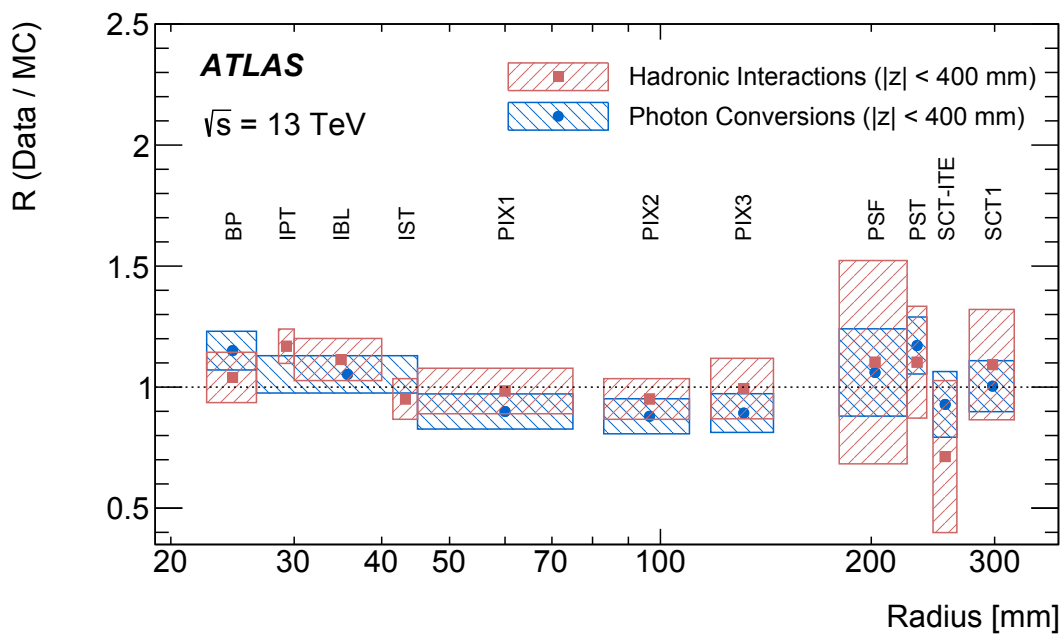 R (Data / MC)
2.5
2
1.5
1
0.5
ATLAS
√s = 13 TeV
Hadronic Interactions (|z| < 400 mm)
Photon Conversions (|z| < 400 mm)
BP
IPT
IBL
IST
PIX1
PIX2
PIX3
PSF
PST
SCT-ITE
SCT1
20 30 40 50 70 100 200 300
Radius [mm]